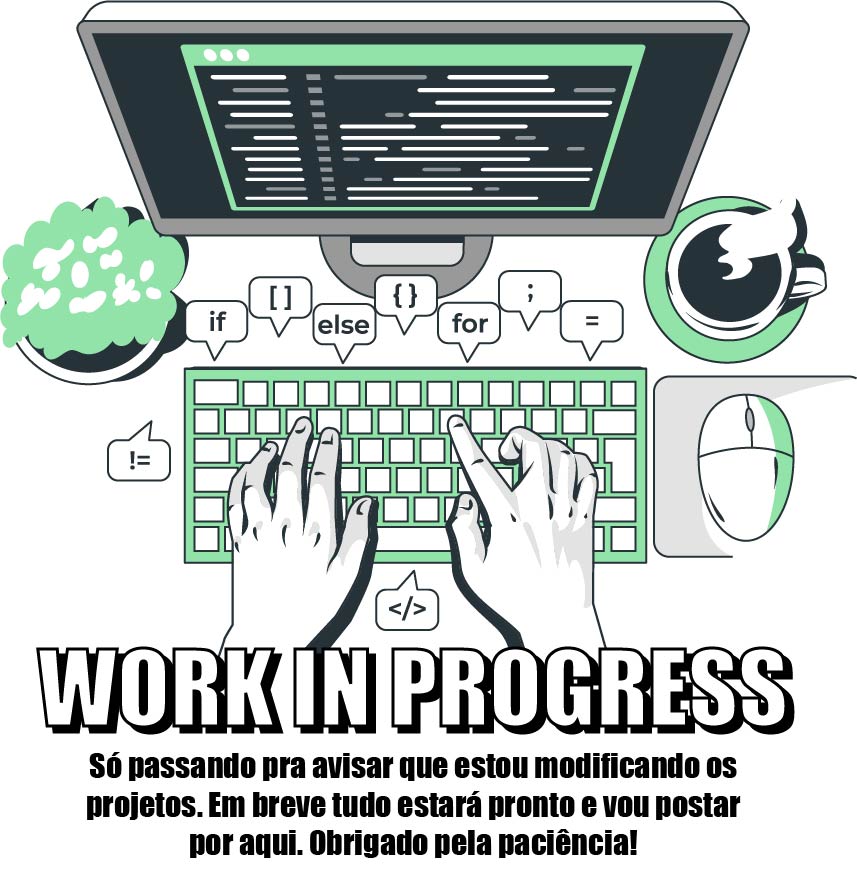 if
[ ]
else
{ }
for
;
=
!=
</>
WORK IN PROGRESS
Só passando pra avisar que estou modificando os
projetos. Em breve tudo estará pronto e vou postar
por aqui. Obrigado pela paciência!